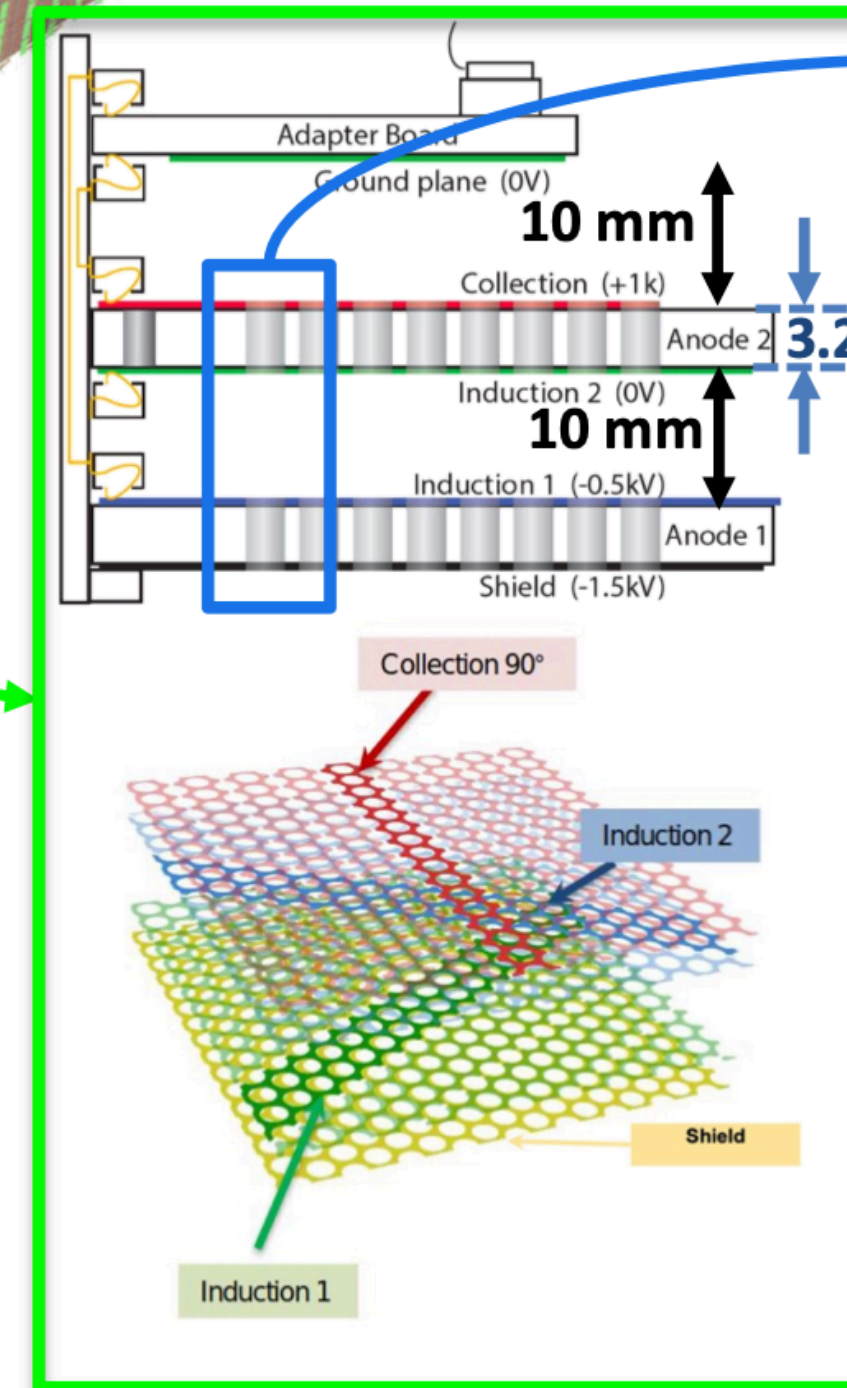 Adapter Board
Ground plane (0V)
10 mm
Collection (+1k)
Anode 2
3.2
Induction 2 (0V)
10 mm
Induction 1 (-0.5kV)
Anode 1
Shield (-1.5kV)
Collection 90°
Induction 2
Shield
Induction 1